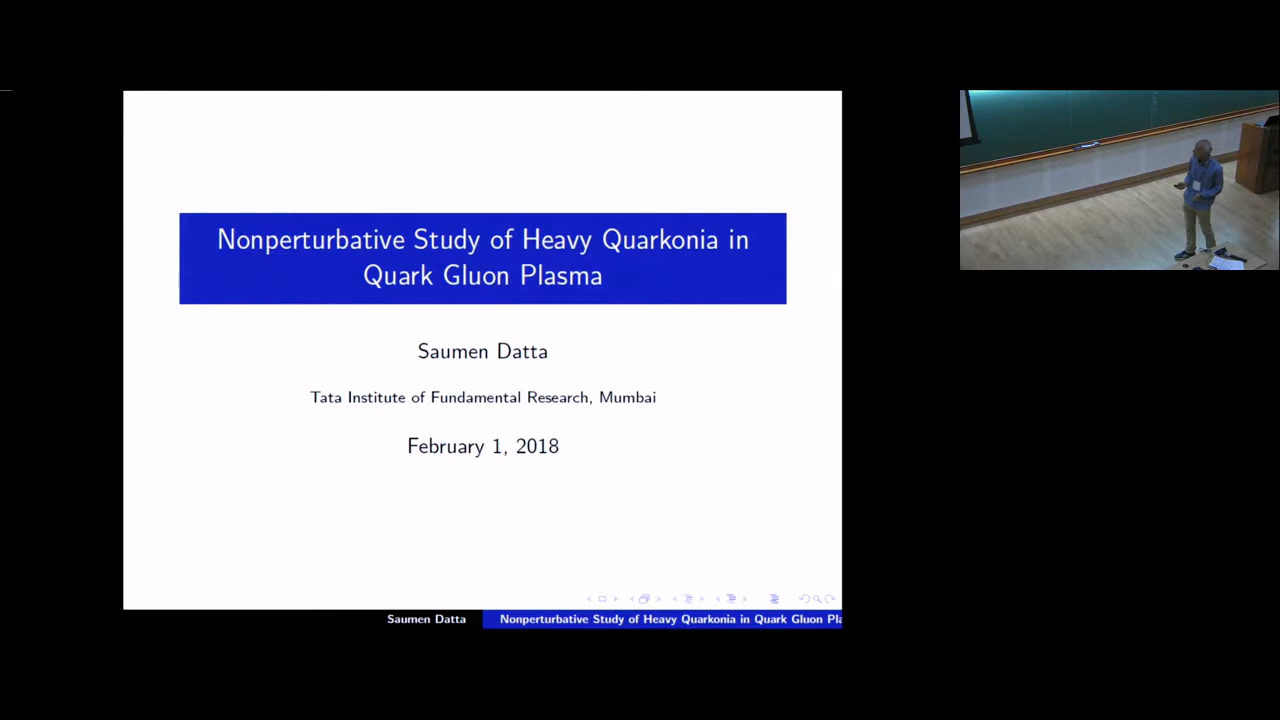 Nonperturbative Study of Heavy Quarkonia in
Quark Gluon Plasma
Saumen Datta
Tata Institute of Fundamental Research, Mumbai
February 1, 2018
Saumen Datta
Nonperturbative Study of Heavy Quarkonia in Quark Gluon Pla